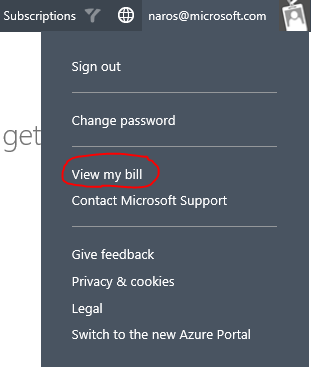 Subscriptions naros@microsoft.com
Sign out
get
Change password
View my bill
Contact Microsoft Support
Give feedback
Privacy & cookies
Legal
Switch to the new Azure Portal